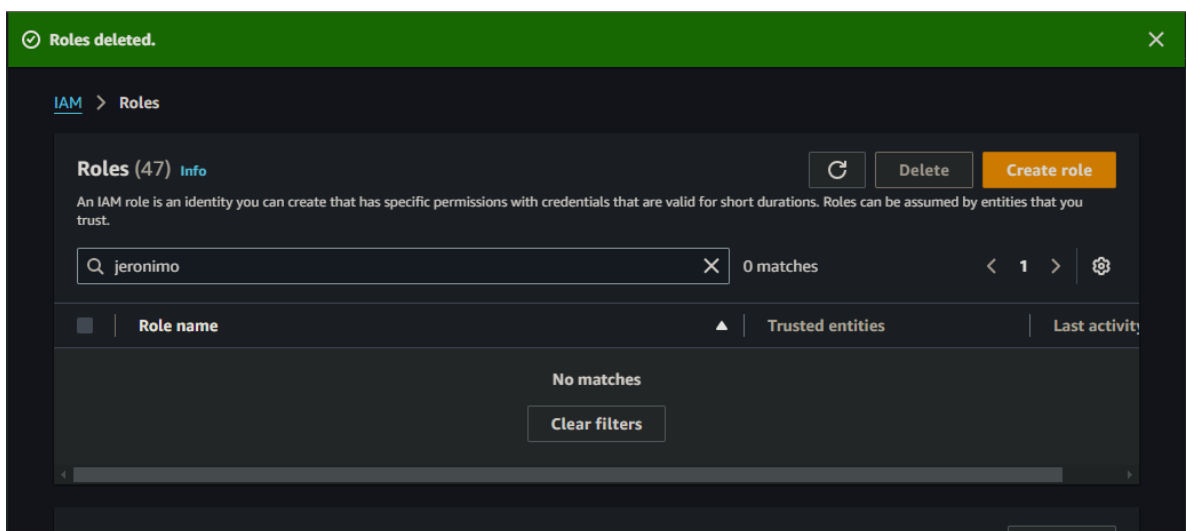 Roles deleted.
IAM > Roles
Roles (47) Info
Delete
Create role
An IAM role is an identity you can create that has specific permissions with credentials that are valid for short durations. Roles can be assumed by entities that you
trust.
jeronimo
0 matches
1
Role name
Trusted entities
Last activity
No matches
Clear filters